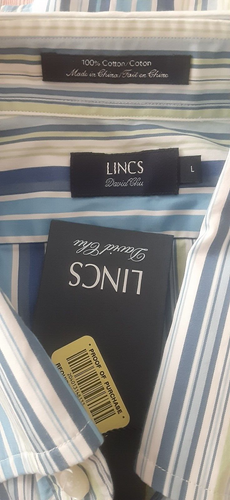 100% Cotton/Coton
Made in China/Fait en Chine
LINCS
David Chu
L
LINCS
David Chu
• PROOF OF PURCHASE •